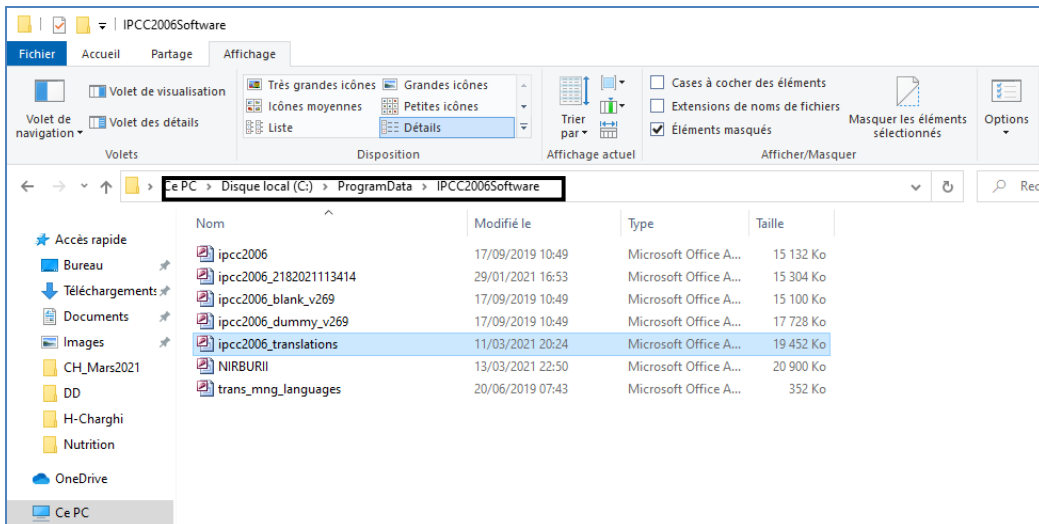 IPCC2006Software
Fichier Accueil Partage Affichage
Volet de navigation
Volet de visualisation
Volet des détails
Volets
Très grandes icônes Grandes icônes
Icônes moyennes Petites icônes
Liste Détails
Disposition
Trier par
Affichage actuel
Cases à cocher des éléments
Extensions de noms de fichiers
Éléments masqués
Masquer les éléments sélectionnés
Afficher/Masquer
Options
Ce PC > Disque local (C:) > ProgramData > IPCC2006Software
Rec
Accès rapide
Bureau
Téléchargements
Documents
Images
CH_Mars2021
DD
H-Charghi
Nutrition
OneDrive
Ce PC
Nom Modifié le Type Taille
ipcc2006 17/09/2019 10:49 Microsoft Office A... 15 132 Ko
ipcc2006_2182021113414 29/01/2021 16:53 Microsoft Office A... 15 304 Ko
ipcc2006_blank_v269 17/09/2019 10:49 Microsoft Office A... 15 100 Ko
ipcc2006_dummy_v269 17/09/2019 10:49 Microsoft Office A... 17 728 Ko
ipcc2006_translations 11/03/2021 20:24 Microsoft Office A... 19 452 Ko
NIRBURII 13/03/2021 22:50 Microsoft Office A... 20 900 Ko
trans_mng_languages 20/06/2019 07:43 Microsoft Office A... 352 Ko